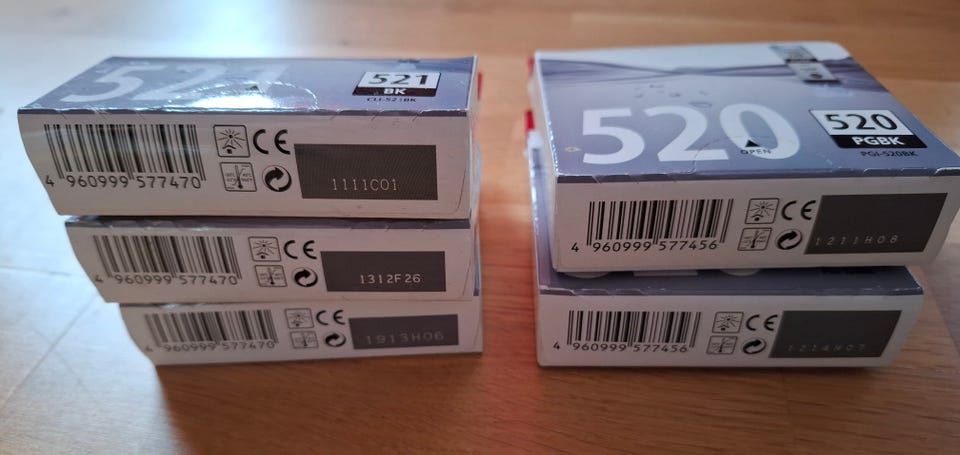 521
521
BK
CLI-521BK
4 960999 577470
CE
1111C01
4 960999 577470
CE
1312F26
4 960999 577470
CE
1913H06
520
OPEN
520
PGBK
PGI-520BK
4 960999 577456
CE
1211H08
4 960999 577456
CE